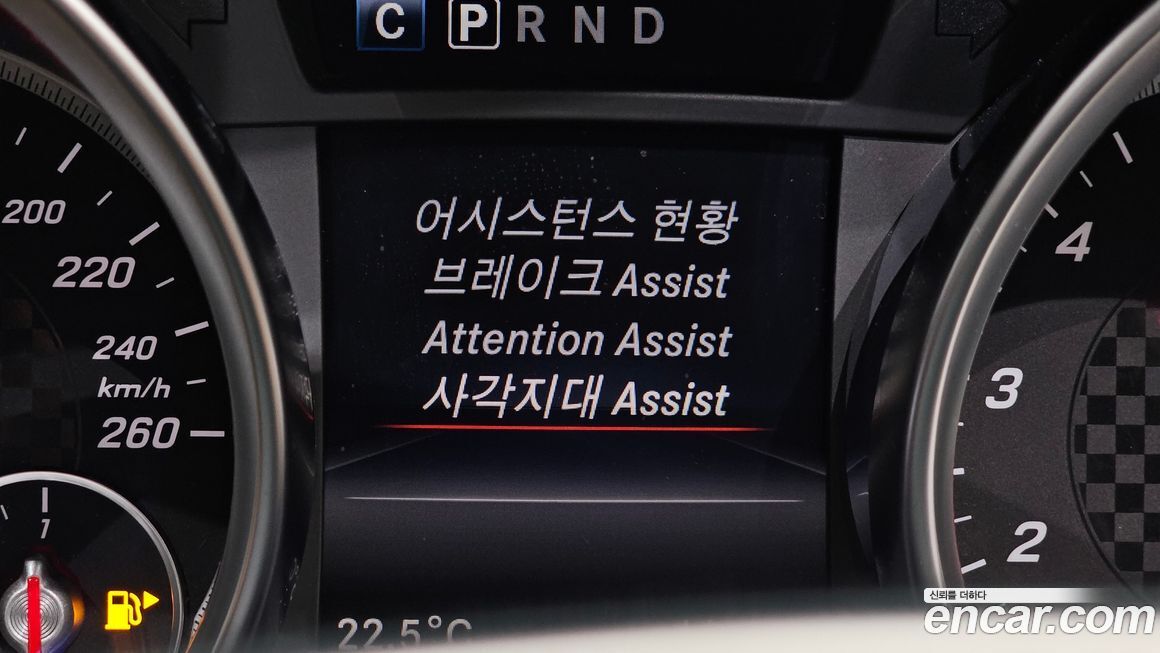 C P R N D
어시스턴스 현황
브레이크 Assist
Attention Assist
사각지대 Assist
22.5°C
200
220
240
km/h
260
1
4
3
2
신뢰를 더하다
encar.com